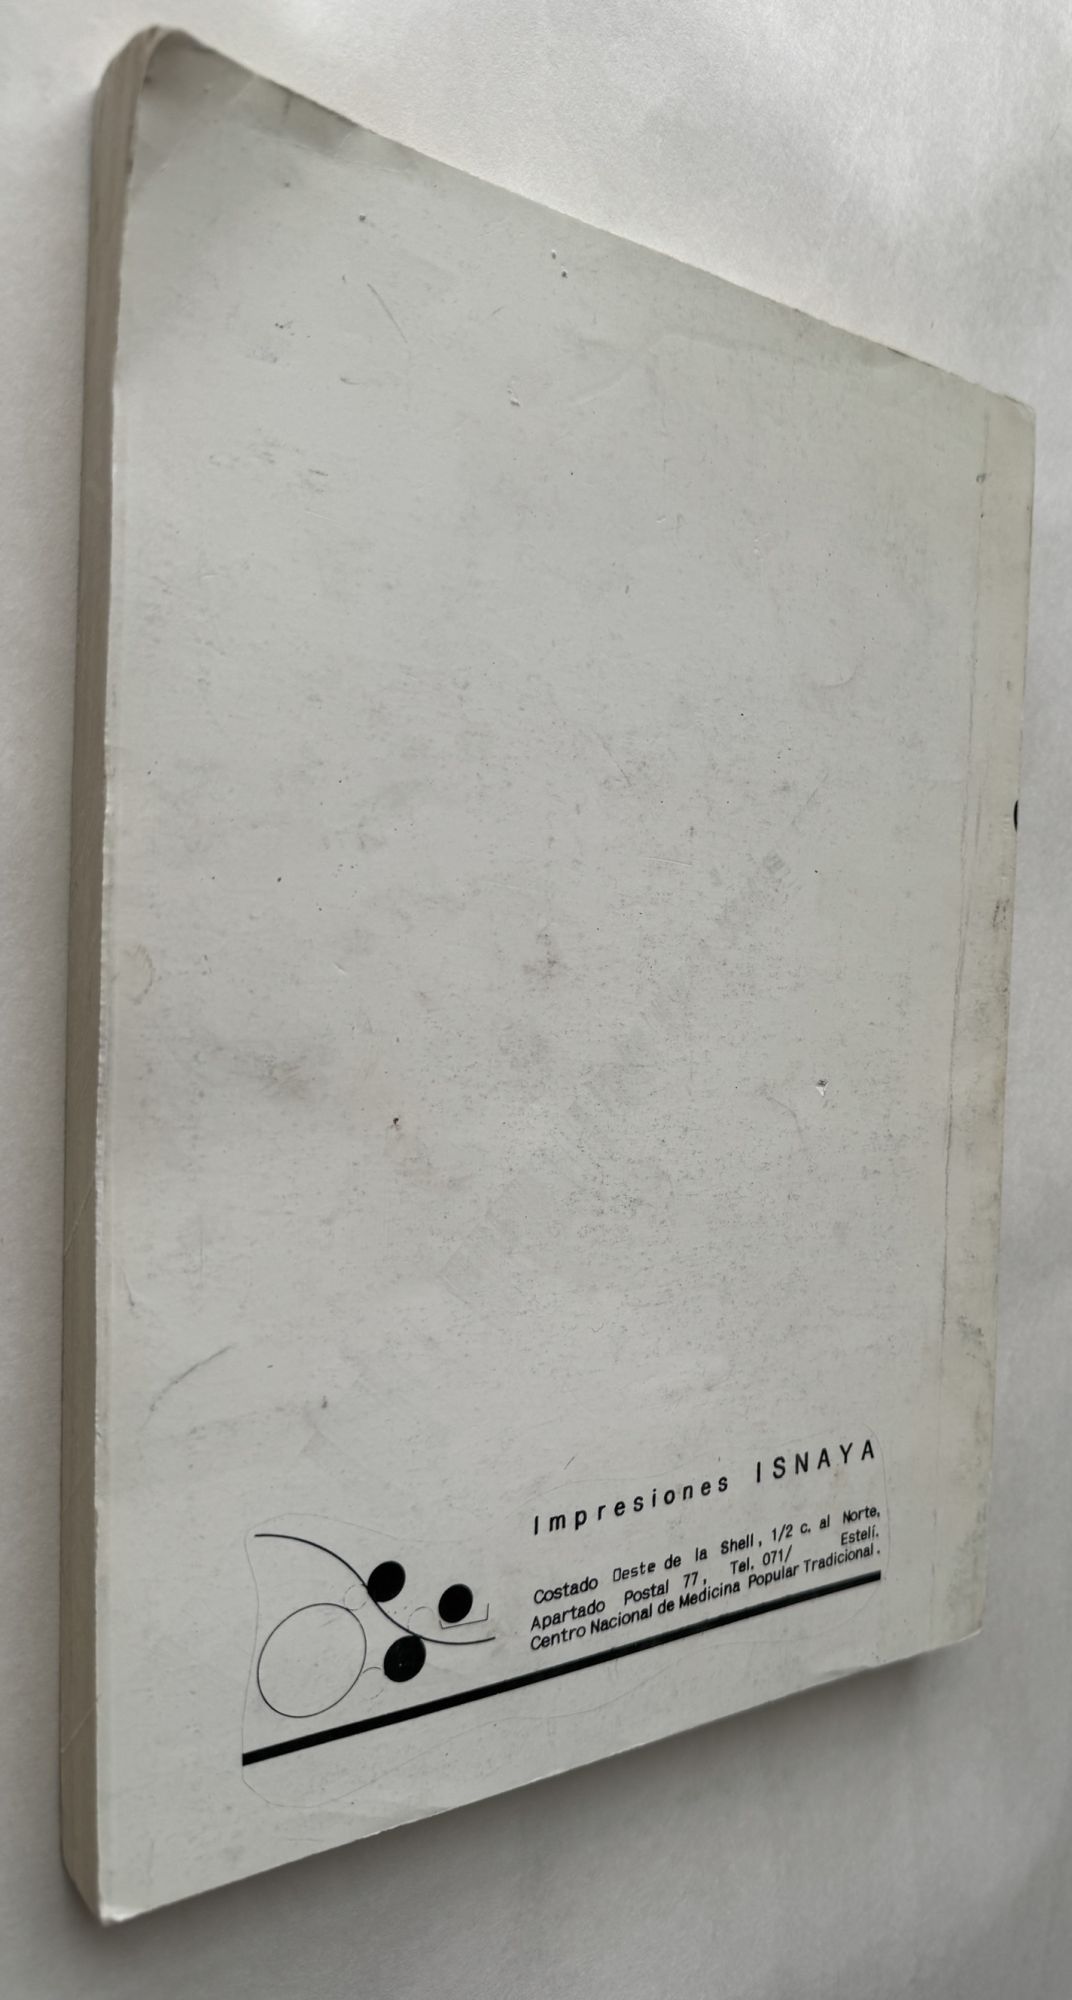 Impresiones ISNAYA
Costado Oeste de la Shell, 1/2 c. al Norte,
Apartado Postal 77, Tel. 071/ Estelí.
Centro Nacional de Medicina Popular Tradicional.